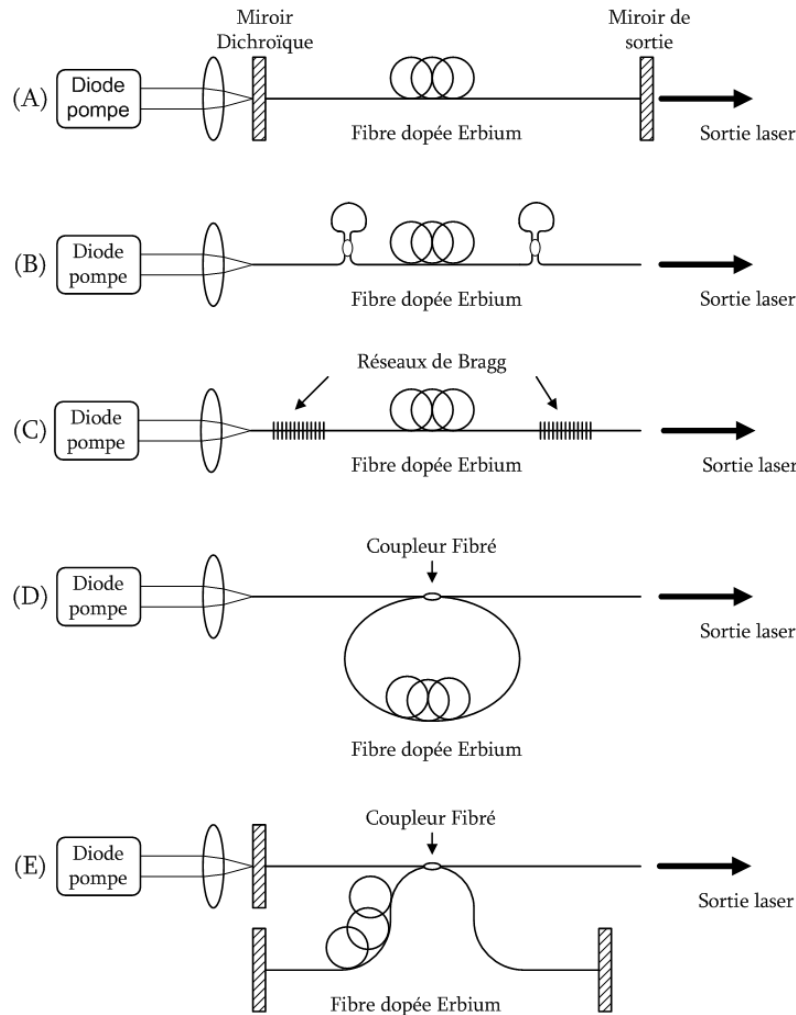 Miroir
Dichroïque
Miroir de
sortie
(A)
Diode
pompe
Fibre dopée Erbium
Sortie laser
(B)
Diode
pompe
Fibre dopée Erbium
Sortie laser
Réseaux de Bragg
(C)
Diode
pompe
Fibre dopée Erbium
Sortie laser
Coupleur Fibré
(D)
Diode
pompe
Sortie laser
Fibre dopée Erbium
Coupleur Fibré
(E)
Diode
pompe
Sortie laser
Fibre dopée Erbium